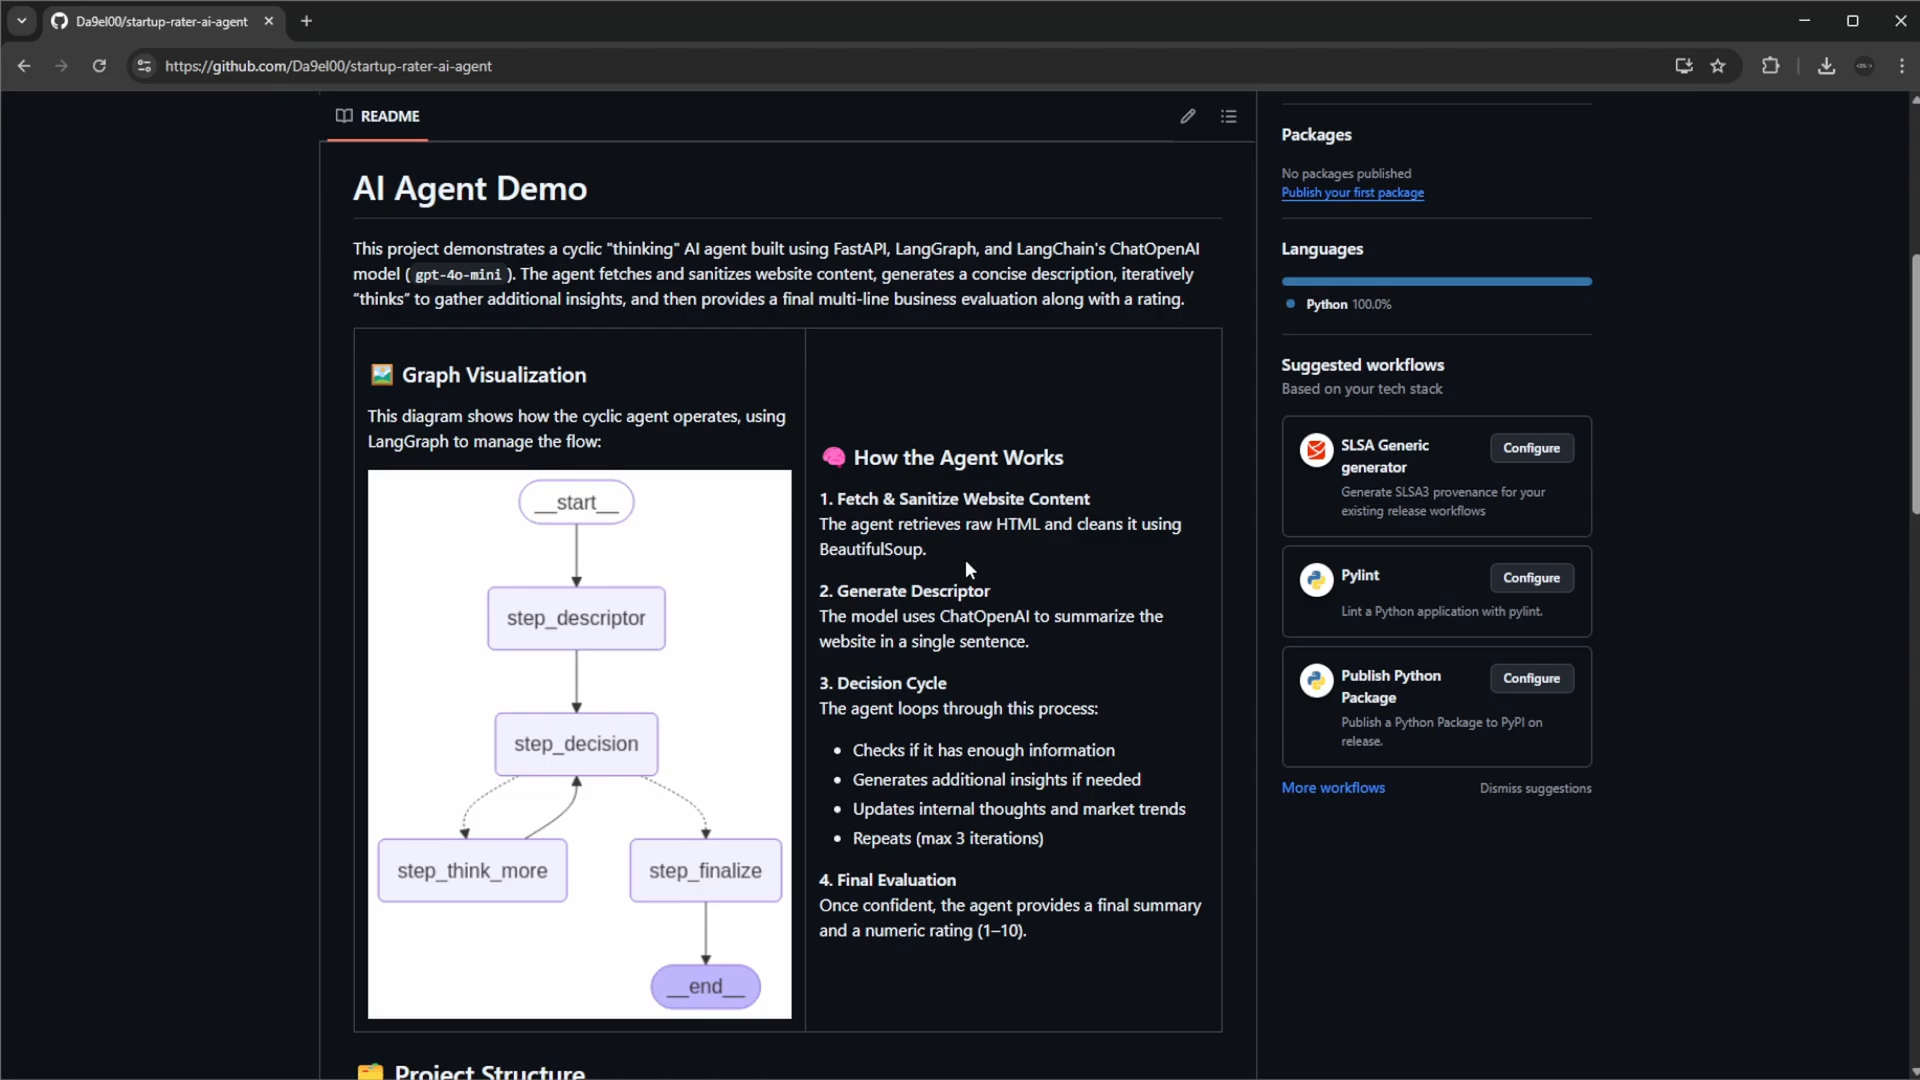 Da9el00/startup-rater-ai-agent
https://github.com/Da9el00/startup-rater-ai-agent
README
AI Agent Demo
This project demonstrates a cyclic "thinking" AI agent built using FastAPI, LangGraph, and LangChain's ChatOpenAI
model ( gpt-4o-mini ). The agent fetches and sanitizes website content, generates a concise description, iteratively
"thinks" to gather additional insights, and then provides a final multi-line business evaluation along with a rating.
Graph Visualization
This diagram shows how the cyclic agent operates, using
LangGraph to manage the flow:
__start__
step_descriptor
step_decision
step_think_more
step_finalize
__end__
How the Agent Works
1. Fetch & Sanitize Website Content
The agent retrieves raw HTML and cleans it using
BeautifulSoup.
2. Generate Descriptor
The model uses ChatOpenAI to summarize the
website in a single sentence.
3. Decision Cycle
The agent loops through this process:
• Checks if it has enough information
• Generates additional insights if needed
• Updates internal thoughts and market trends
• Repeats (max 3 iterations)
4. Final Evaluation
Once confident, the agent provides a final summary
and a numeric rating (1–10).
Project Structure
Packages
No packages published
Publish your first package
Languages
Python 100.0%
Suggested workflows
Based on your tech stack
SLSA Generic
generator
Configure
Generate SLSA3 provenance for your
existing release workflows
Pylint
Configure
Lint a Python application with pylint.
Publish Python
Package
Configure
Publish a Python Package to PyPI on
release.
More workflows
Dismiss suggestions